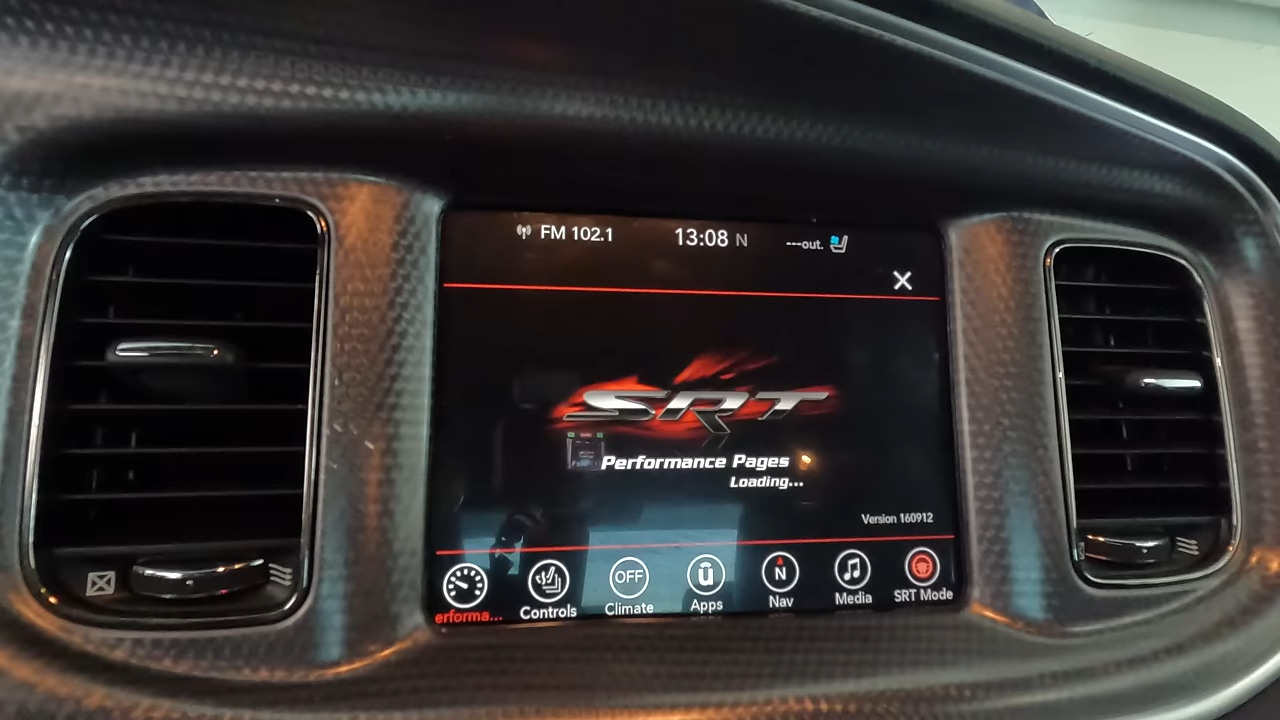 FM 102.1
13:08 N
---out.
SRT
Performance Pages
Loading...
Version 160912
erforma...
Controls
OFF
Climate
Apps
N
Nav
Media
SRT Mode